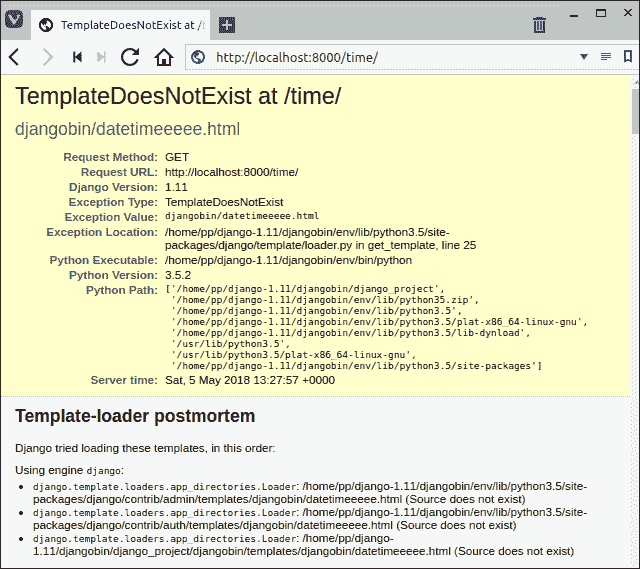 TemplateDoesNotExist at /t
http://localhost:8000/time/
TemplateDoesNotExist at /time/
djangobin/datetimeeeee.html
Request Method: GET
Request URL: http://localhost:8000/time/
Django Version: 1.11
Exception Type: TemplateDoesNotExist
Exception Value: djangobin/datetimeeeee.html
Exception Location: /home/pp/django-1.11/djangobin/env/lib/python3.5/site-
packages/django/template/loader.py in get_template, line 25
Python Executable: /home/pp/django-1.11/djangobin/env/bin/python
Python Version: 3.5.2
Python Path: ['/home/pp/django-1.11/djangobin/django_project',
'/home/pp/django-1.11/djangobin/env/lib/python35.zip',
'/home/pp/django-1.11/djangobin/env/lib/python3.5',
'/home/pp/django-1.11/djangobin/env/lib/python3.5/plat-x86_64-linux-gnu',
'/home/pp/django-1.11/djangobin/env/lib/python3.5/lib-dynload',
'/usr/lib/python3.5',
'/usr/lib/python3.5/plat-x86_64-linux-gnu',
'/home/pp/django-1.11/djangobin/env/lib/python3.5/site-packages']
Server time: Sat, 5 May 2018 13:27:57 +0000
Template-loader postmortem
Django tried loading these templates, in this order:
Using engine django:
• django.template.loaders.app_directories.Loader: /home/pp/django-1.11/djangobin/env/lib/python3.5/site-
packages/django/contrib/admin/templates/djangobin/datetimeeeee.html (Source does not exist)
• django.template.loaders.app_directories.Loader: /home/pp/django-1.11/djangobin/env/lib/python3.5/site-
packages/django/contrib/auth/templates/djangobin/datetimeeeee.html (Source does not exist)
• django.template.loaders.app_directories.Loader: /home/pp/django-
1.11/djangobin/django_project/djangobin/templates/djangobin/datetimeeeee.html (Source does not exist)